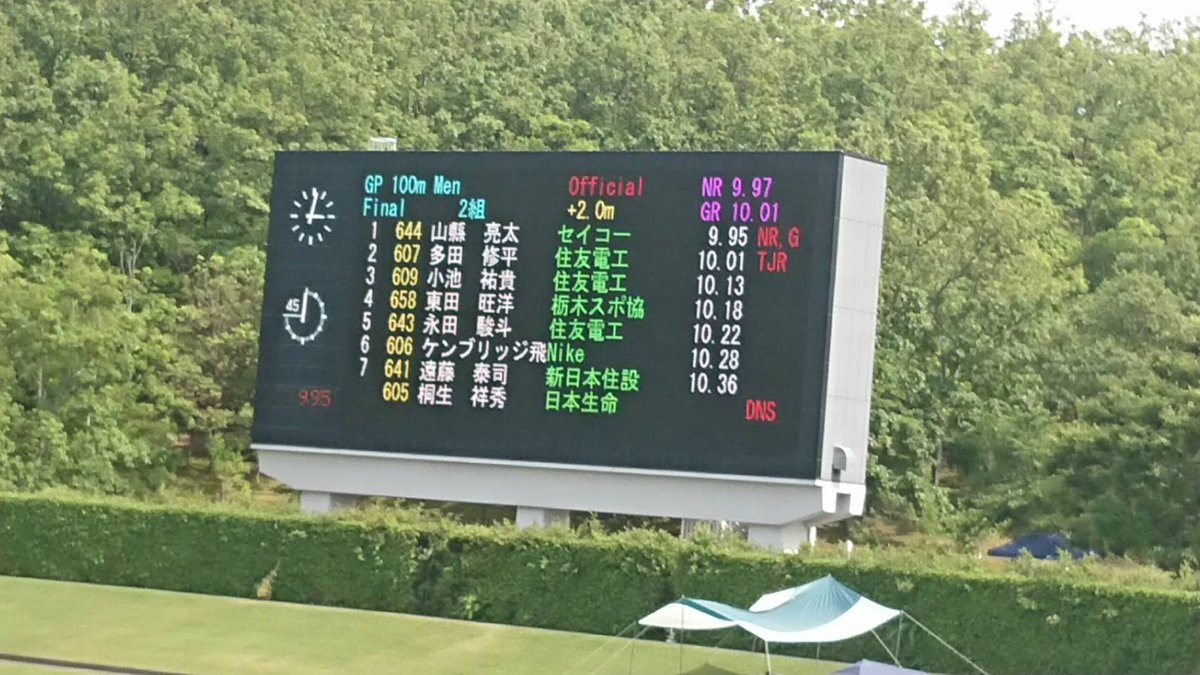 GP 100m Men Official NR 9.97
Final 2組 +2.0m GR 10.01
1 644 山縣 亮太 セイコー 9.95 NR,G
2 607 多田 修平 住友電工 10.01 TJR
3 609 小池 祐貴 住友電工 10.13
4 658 東田 旺洋 栃木スポ協 10.18
5 643 永田 駿斗 住友電工 10.22
6 606 ケンブリッジ飛 Nike 10.28
7 641 遠藤 泰司 新日本住設 10.36
605 桐生 祥秀 日本生命 DNS
45
9.95